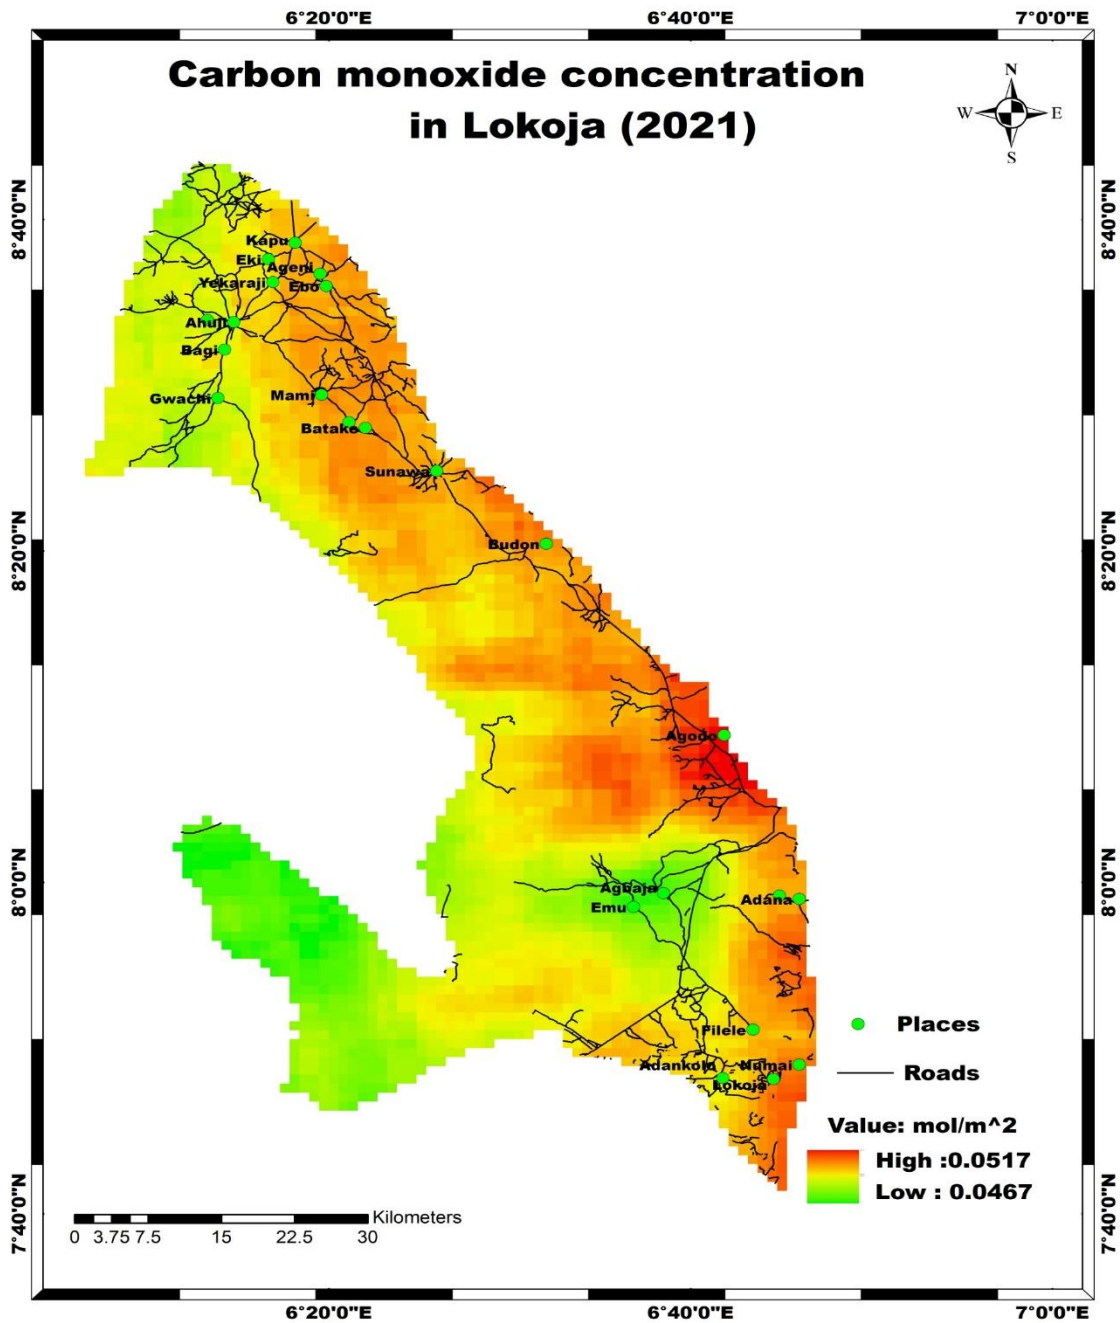 6°20'0"E
6°40'0"E
7°0'0"E
Carbon monoxide concentration
in Lokoja (2021)
N
W
E
S
8°40'0"N
8°40'0"N
Kapu
Eki
Ageni
Yekaraji
Ebo
Ahuji
Bagi
Mami
Gwachi
Batake
Sunawa
8°20'0"N
Budon
8°20'0"N
Agodo
8°0'0"N
Agbaja
8°0'0"N
Emu
Adana
Filele
Places
Adankolo
Numai
Lokoja
Roads
Value: mol/m^2
High :0.0517
Low : 0.0467
7°40'0"N
7°40'0"N
Kilometers
0 3.75 7.5 15 22.5 30
6°20'0"E
6°40'0"E
7°0'0"E